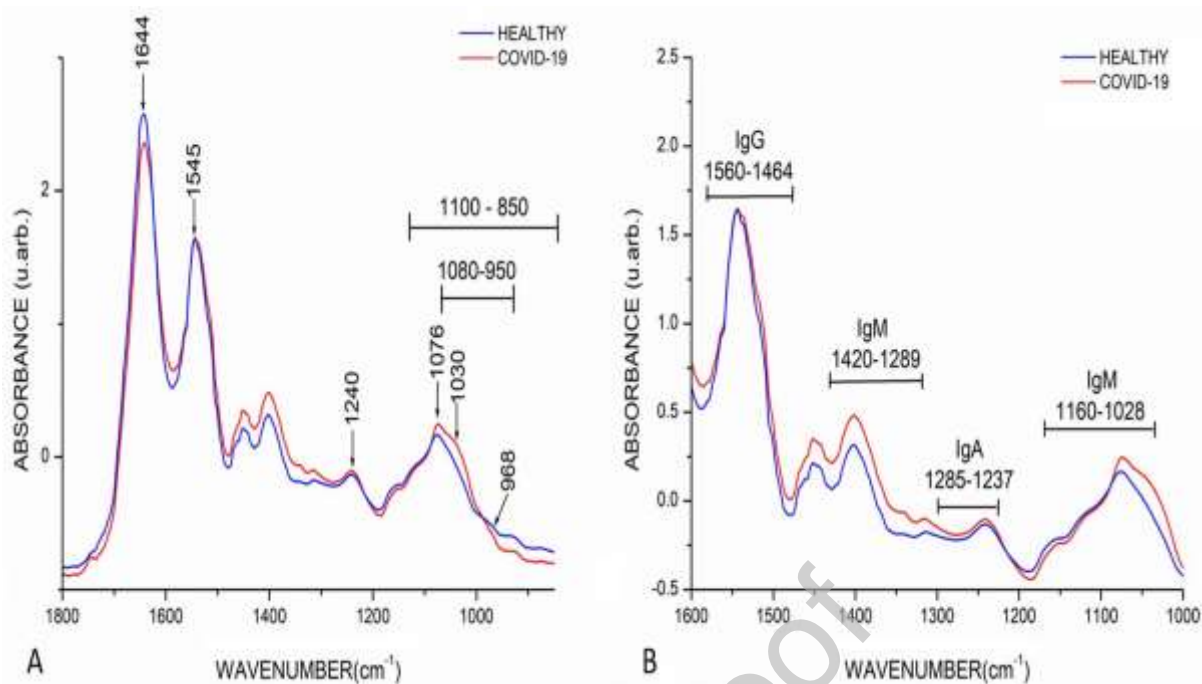 HEALTHY
COVID-19
1644
1545
1240
1076
1030
968
1100 - 850
1080-950
ABSORBANCE (u.arb.)
2
0
1800
1600
1400
1200
1000
WAVENUMBER(cm⁻¹)
A
HEALTHY
COVID-19
IgG
1560-1464
IgM
1420-1289
IgA
1285-1237
IgM
1160-1028
ABSORBANCE (u.arb.)
2.5
2.0
1.5
1.0
0.5
0.0
-0.5
1600
1500
1400
1300
1200
1100
1000
WAVENUMBER(cm⁻¹)
B